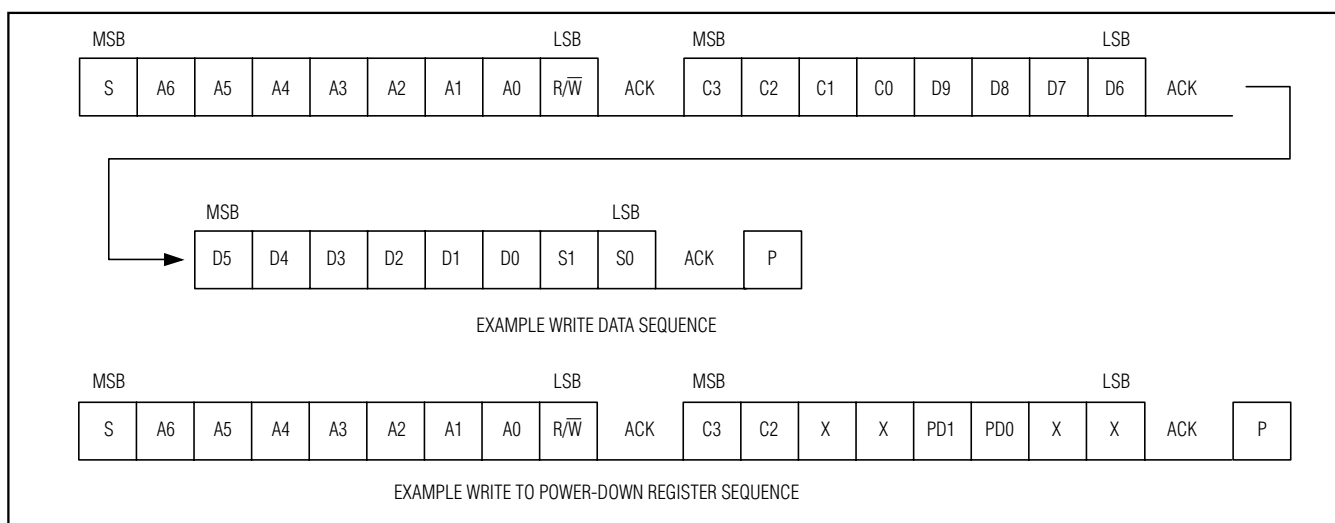 MSB LSB MSB LSB
S A6 A5 A4 A3 A2 A1 A0 R/W̅ ACK C3 C2 C1 C0 D9 D8 D7 D6 ACK
MSB LSB
D5 D4 D3 D2 D1 D0 S1 S0 ACK P
EXAMPLE WRITE DATA SEQUENCE
MSB LSB MSB LSB
S A6 A5 A4 A3 A2 A1 A0 R/W̅ ACK C3 C2 X X PD1 PD0 X X ACK P
EXAMPLE WRITE TO POWER-DOWN REGISTER SEQUENCE